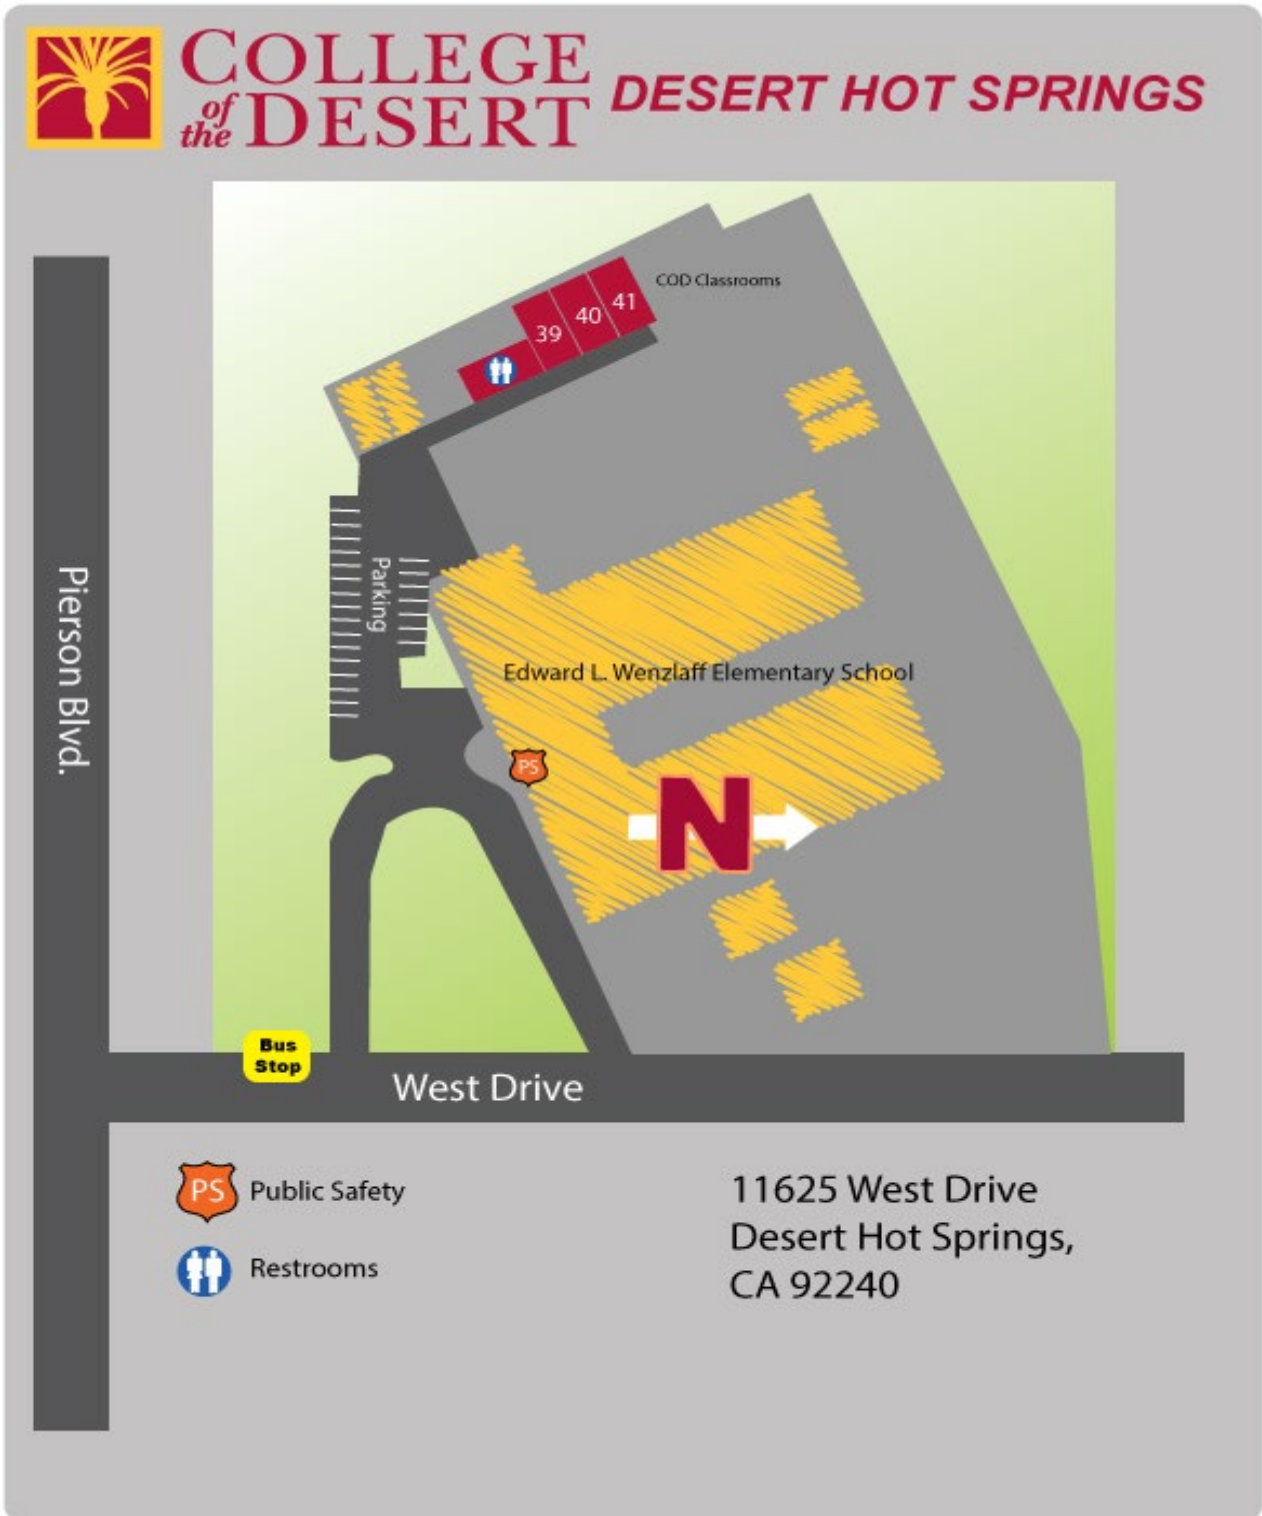 COLLEGE
of the DESERT
DESERT HOT SPRINGS
COD Classrooms
41
40
39
Parking
Pierson Blvd.
Edward L. Wenzlaff Elementary School
PS
N
Bus
Stop
West Drive
PS Public Safety
Restrooms
11625 West Drive
Desert Hot Springs,
CA 92240